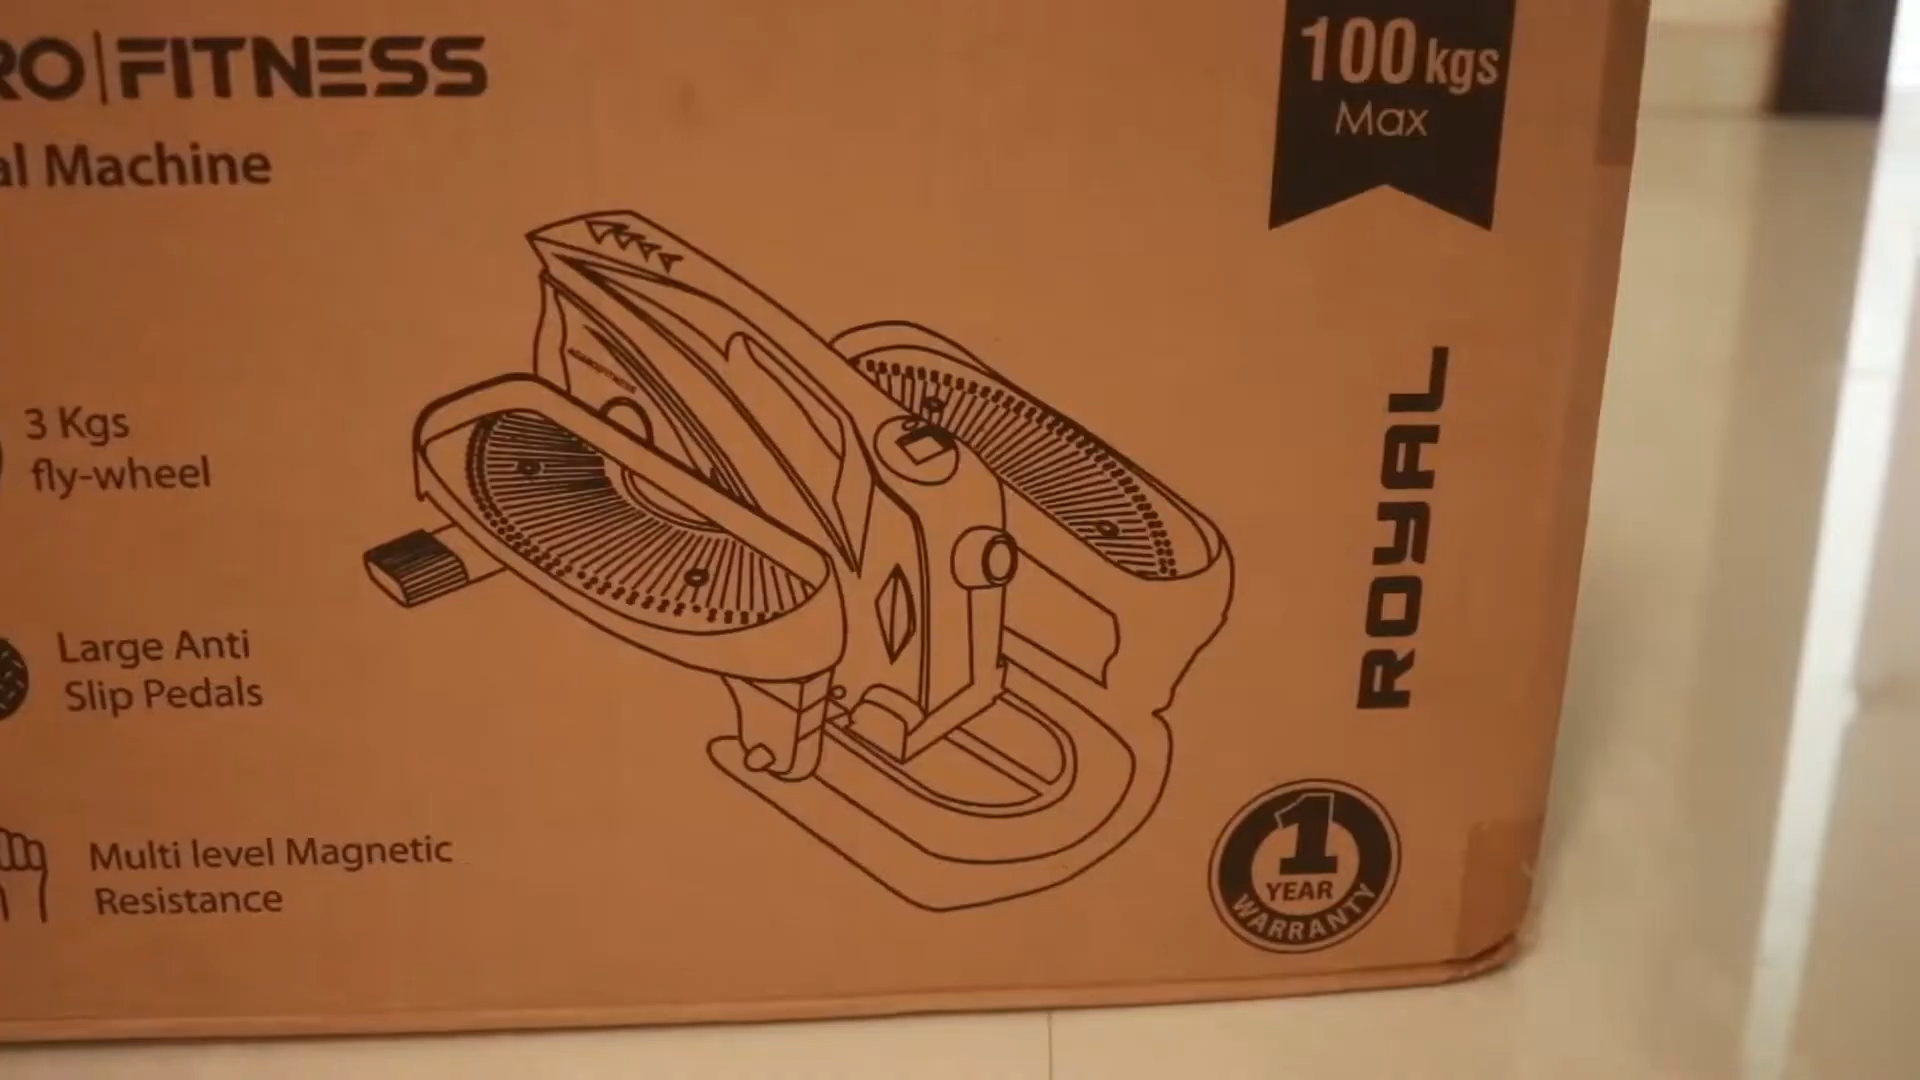 RO|FITNESS
al Machine
100 kgs
Max
3 Kgs
fly-wheel
Large Anti
Slip Pedals
Multi level Magnetic
Resistance
ROYAL
1
YEAR
WARRANTY